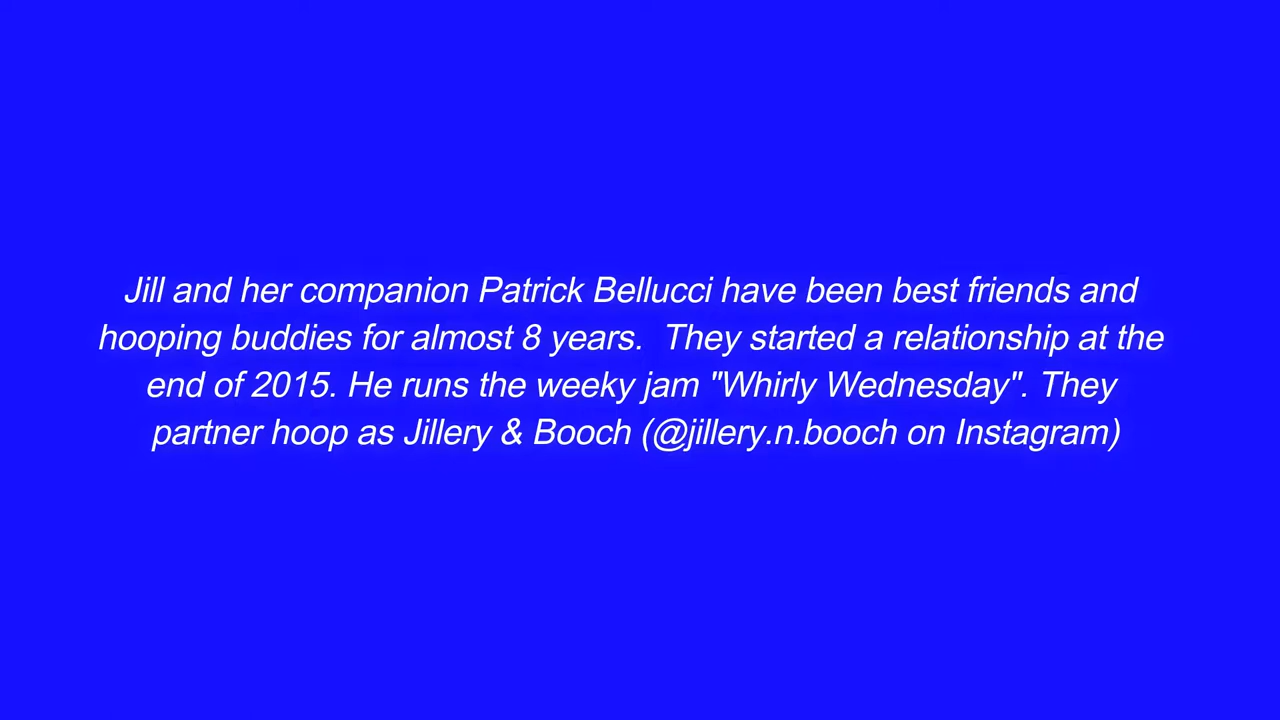 Jill and her companion Patrick Bellucci have been best friends and
hooping buddies for almost 8 years.  They started a relationship at the
end of 2015. He runs the weeky jam "Whirly Wednesday". They
partner hoop as Jillery & Booch (@jillery.n.booch on Instagram)